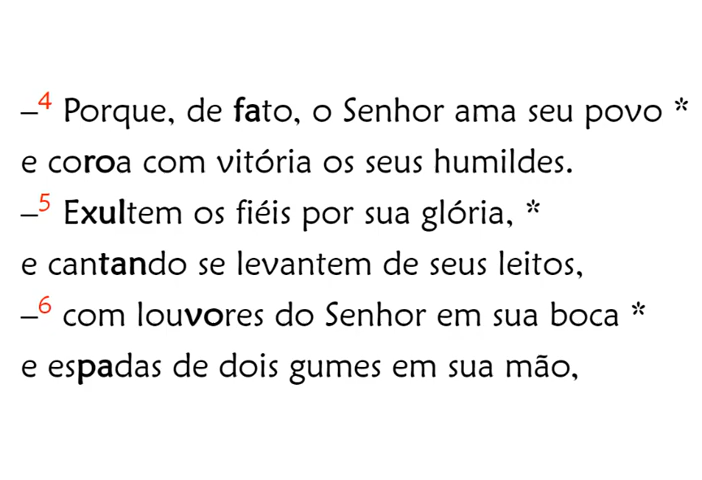 –4 Porque, de fato, o Senhor ama seu povo *
e coroa com vitória os seus humildes.
–5 Exultem os fiéis por sua glória, *
e cantando se levantem de seus leitos,
–6 com louvores do Senhor em sua boca *
e espadas de dois gumes em sua mão,